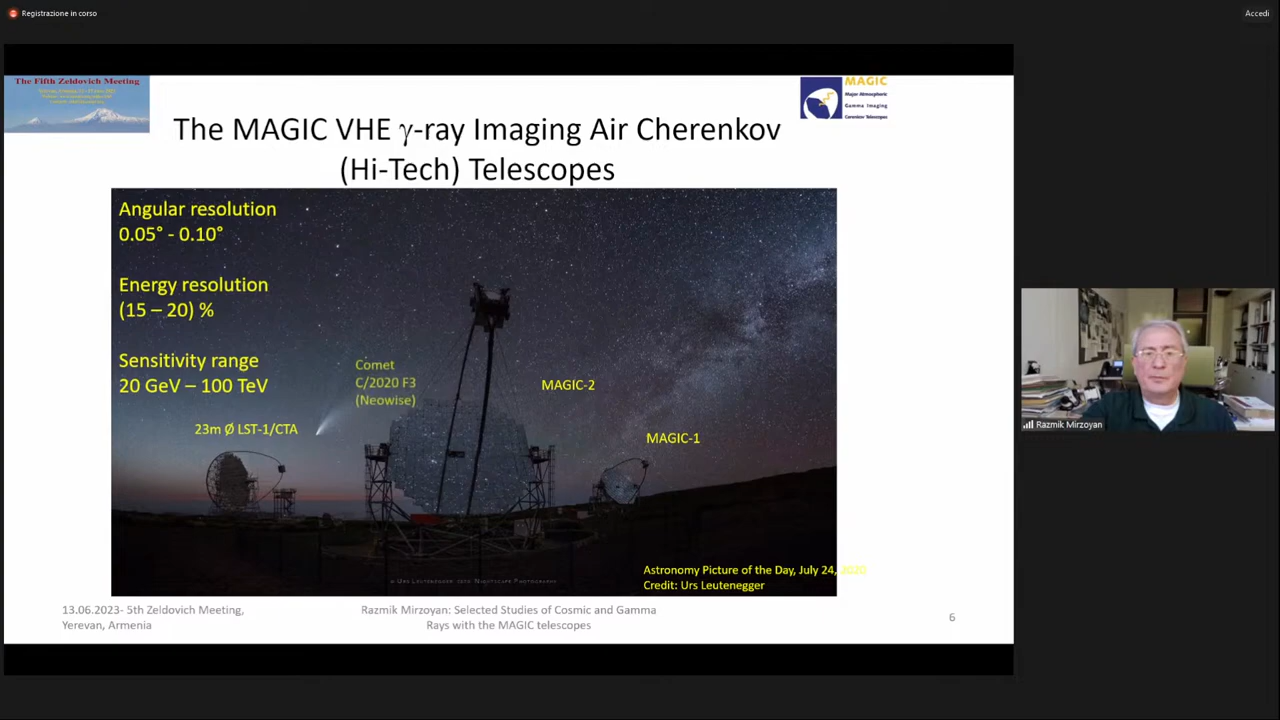 Registrazione in corso
Accedi
The Fifth Zeldovich Meeting
MAGIC
Major Atmospheric
Gamma Imaging
Cerenkov Telescopes
The MAGIC VHE γ-ray Imaging Air Cherenkov
(Hi-Tech) Telescopes
Angular resolution
0.05° - 0.10°
Energy resolution
(15 – 20) %
Sensitivity range
20 GeV – 100 TeV
Comet
C/2020 F3
(Neowise)
MAGIC-2
23m Ø LST-1/CTA
MAGIC-1
Astronomy Picture of the Day, July 24, 2020
Credit: Urs Leutenegger
13.06.2023- 5th Zeldovich Meeting,
Yerevan, Armenia
Razmik Mirzoyan: Selected Studies of Cosmic and Gamma
Rays with the MAGIC telescopes
6
Razmik Mirzoyan